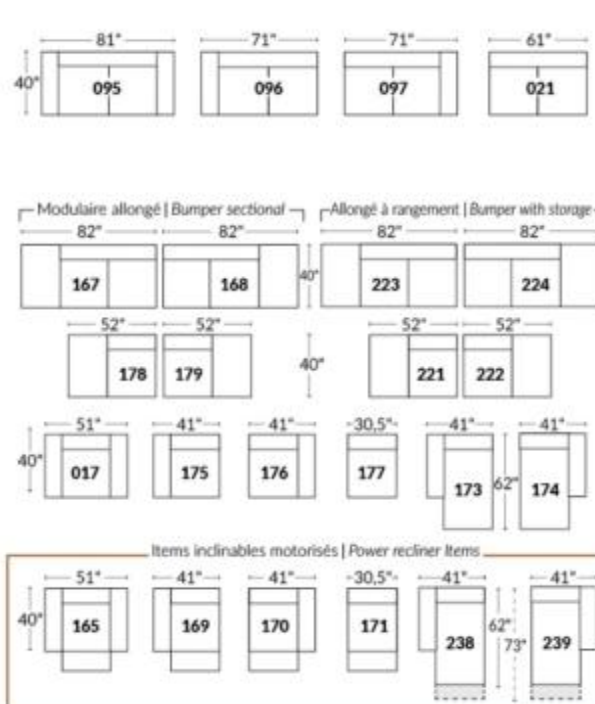 81" 71" 71" 61"
40" 095 096 097 021
Modulaire allongé | Bumper sectional Allongé à rangement | Bumper with storage
82" 82" 82" 82"
167 168 40" 223 224
52" 52" 52" 52"
178 179 40" 221 222
51" 41" 41" 30,5" 41" 41"
40" 017 175 176 177 173 62" 174
Items inclinables motorisés | Power recliner Items
51" 41" 41" 30,5" 41" 41"
40" 165 169 170 171 238 62" 73" 239